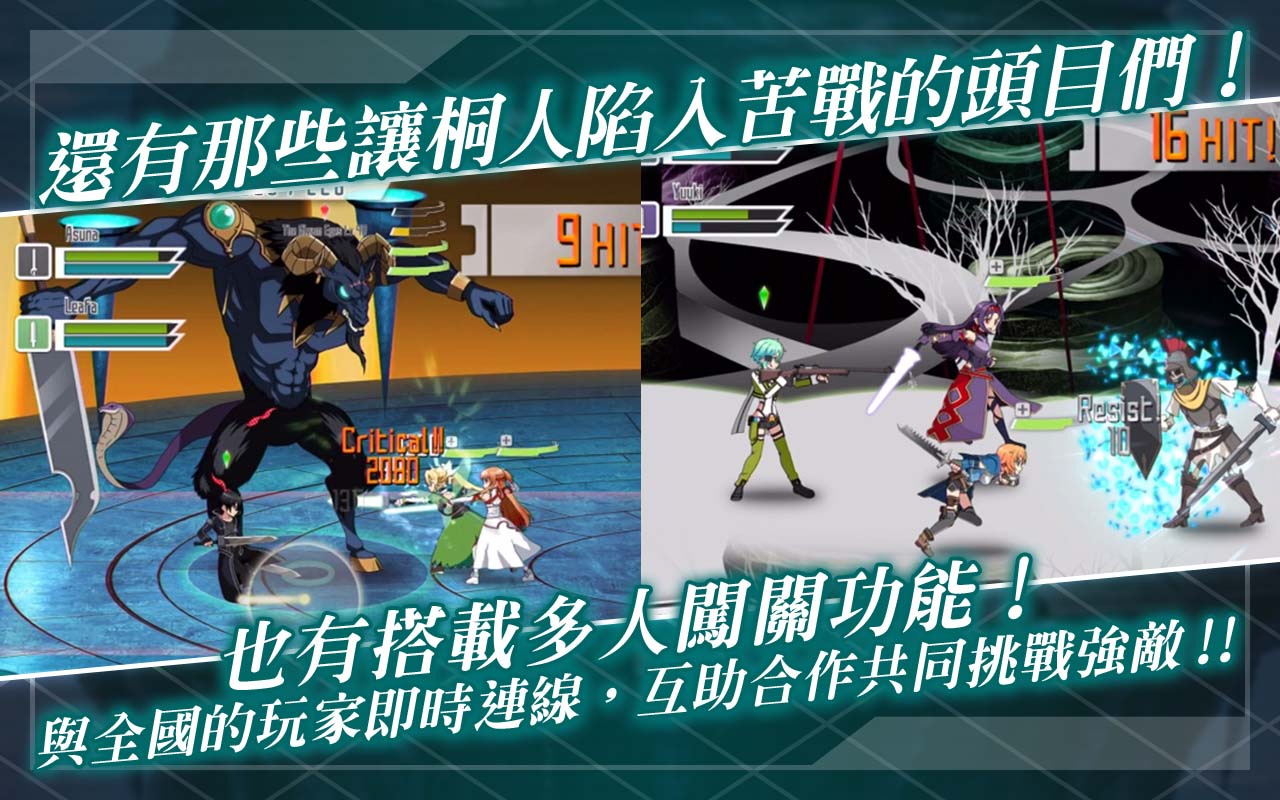 還有那些讓桐人陷入苦戰的頭目們！
Asuna
Leafa
9 HIT
Critical!!
2080
Yuuki
16 HIT!
Resist!
10
也有搭載多人闖關功能！
與全國的玩家即時連線，互助合作共同挑戰強敵!!